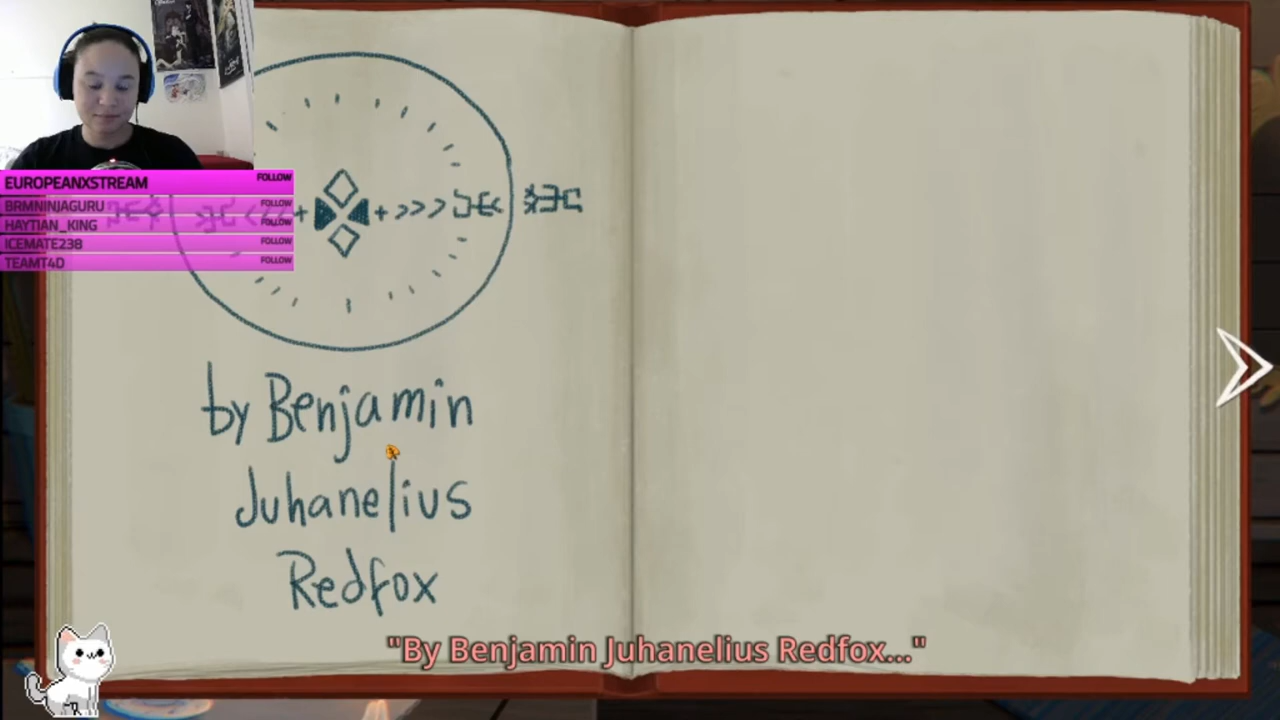 EUROPEANXSTREAM FOLLOW
BRMNINJAGURU FOLLOW
HAYTIAN_KING FOLLOW
ICEMATE238 FOLLOW
TEAMT4D FOLLOW
by Benjamin
Juhanelius
Redfox
"By Benjamin Juhanelius Redfox..."